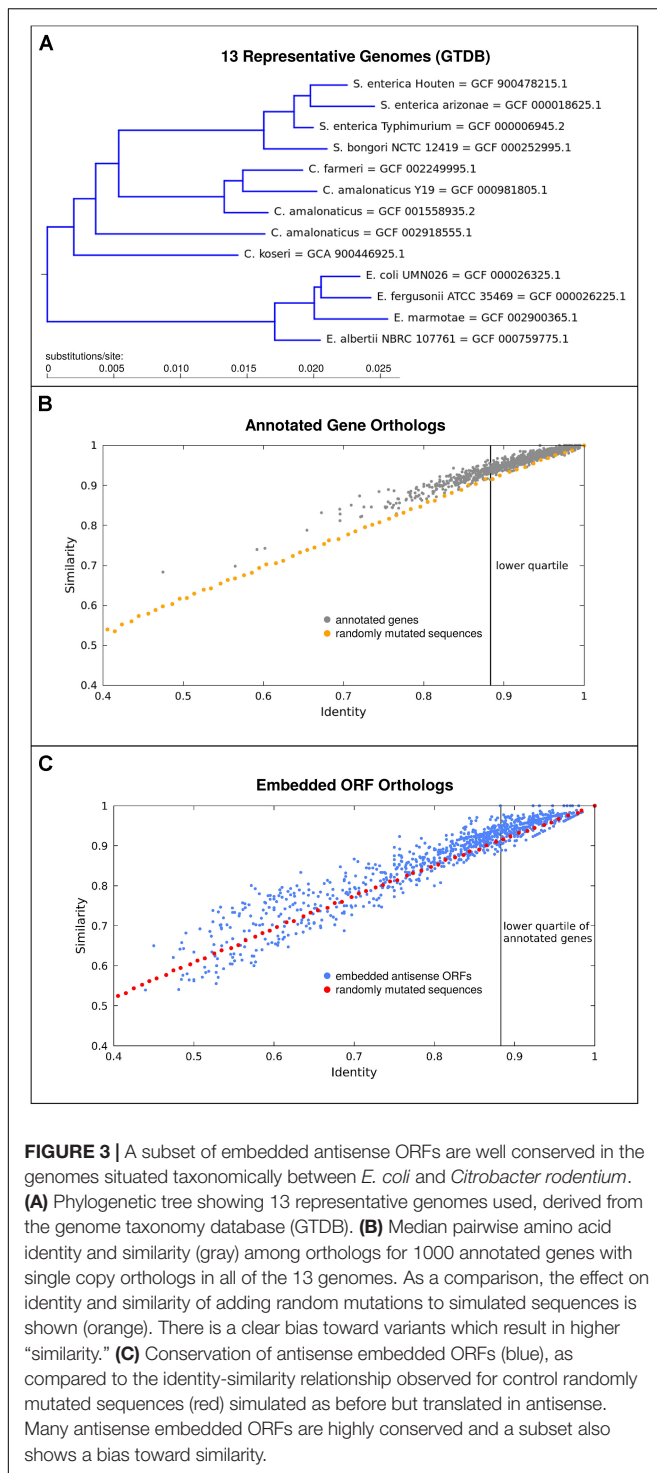 A
13 Representative Genomes (GTDB)
S. enterica Houten = GCF 900478215.1
S. enterica arizonae = GCF 000018625.1
S. enterica Typhimurium = GCF 000006945.2
S. bongori NCTC 12419 = GCF 000252995.1
C. farmeri = GCF 002249995.1
C. amalonaticus Y19 = GCF 000981805.1
C. amalonaticus = GCF 001558935.2
C. amalonaticus = GCF 002918555.1
C. koseri = GCA 900446925.1
E. coli UMN026 = GCF 000026325.1
E. fergusonii ATCC 35469 = GCF 000026225.1
E. marmotae = GCF 002900365.1
E. albertii NBRC 107761 = GCF 000759775.1
substitutions/site:
0 0.005 0.010 0.015 0.020 0.025
B
Annotated Gene Orthologs
1
0.9
0.8
0.7
0.6
0.5
0.4
Similarity
lower quartile
annotated genes
randomly mutated sequences
0.4 0.5 0.6 0.7 0.8 0.9 1
Identity
C
Embedded ORF Orthologs
1
0.9
0.8
0.7
0.6
0.5
0.4
Similarity
lower quartile of
annotated genes
embedded antisense ORFs
randomly mutated sequences
0.4 0.5 0.6 0.7 0.8 0.9 1
Identity
FIGURE 3 | A subset of embedded antisense ORFs are well conserved in the
genomes situated taxonomically between E. coli and Citrobacter rodentium.
(A) Phylogenetic tree showing 13 representative genomes used, derived from
the genome taxonomy database (GTDB). (B) Median pairwise amino acid
identity and similarity (gray) among orthologs for 1000 annotated genes with
single copy orthologs in all of the 13 genomes. As a comparison, the effect on
identity and similarity of adding random mutations to simulated sequences is
shown (orange). There is a clear bias toward variants which result in higher
“similarity.” (C) Conservation of antisense embedded ORFs (blue), as
compared to the identity-similarity relationship observed for control randomly
mutated sequences (red) simulated as before but translated in antisense.
Many antisense embedded ORFs are highly conserved and a subset also
shows a bias toward similarity.